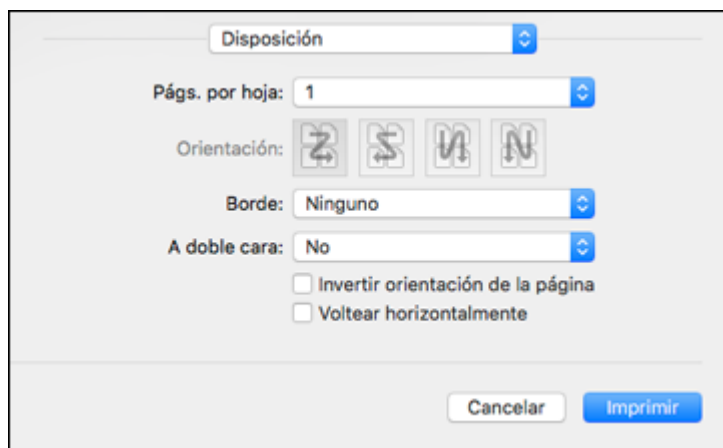 Disposición
Págs. por hoja: 1
Orientación:
Borde: Ninguno
A doble cara: No
Invertir orientación de la página
Voltear horizontalmente
Cancelar Imprimir